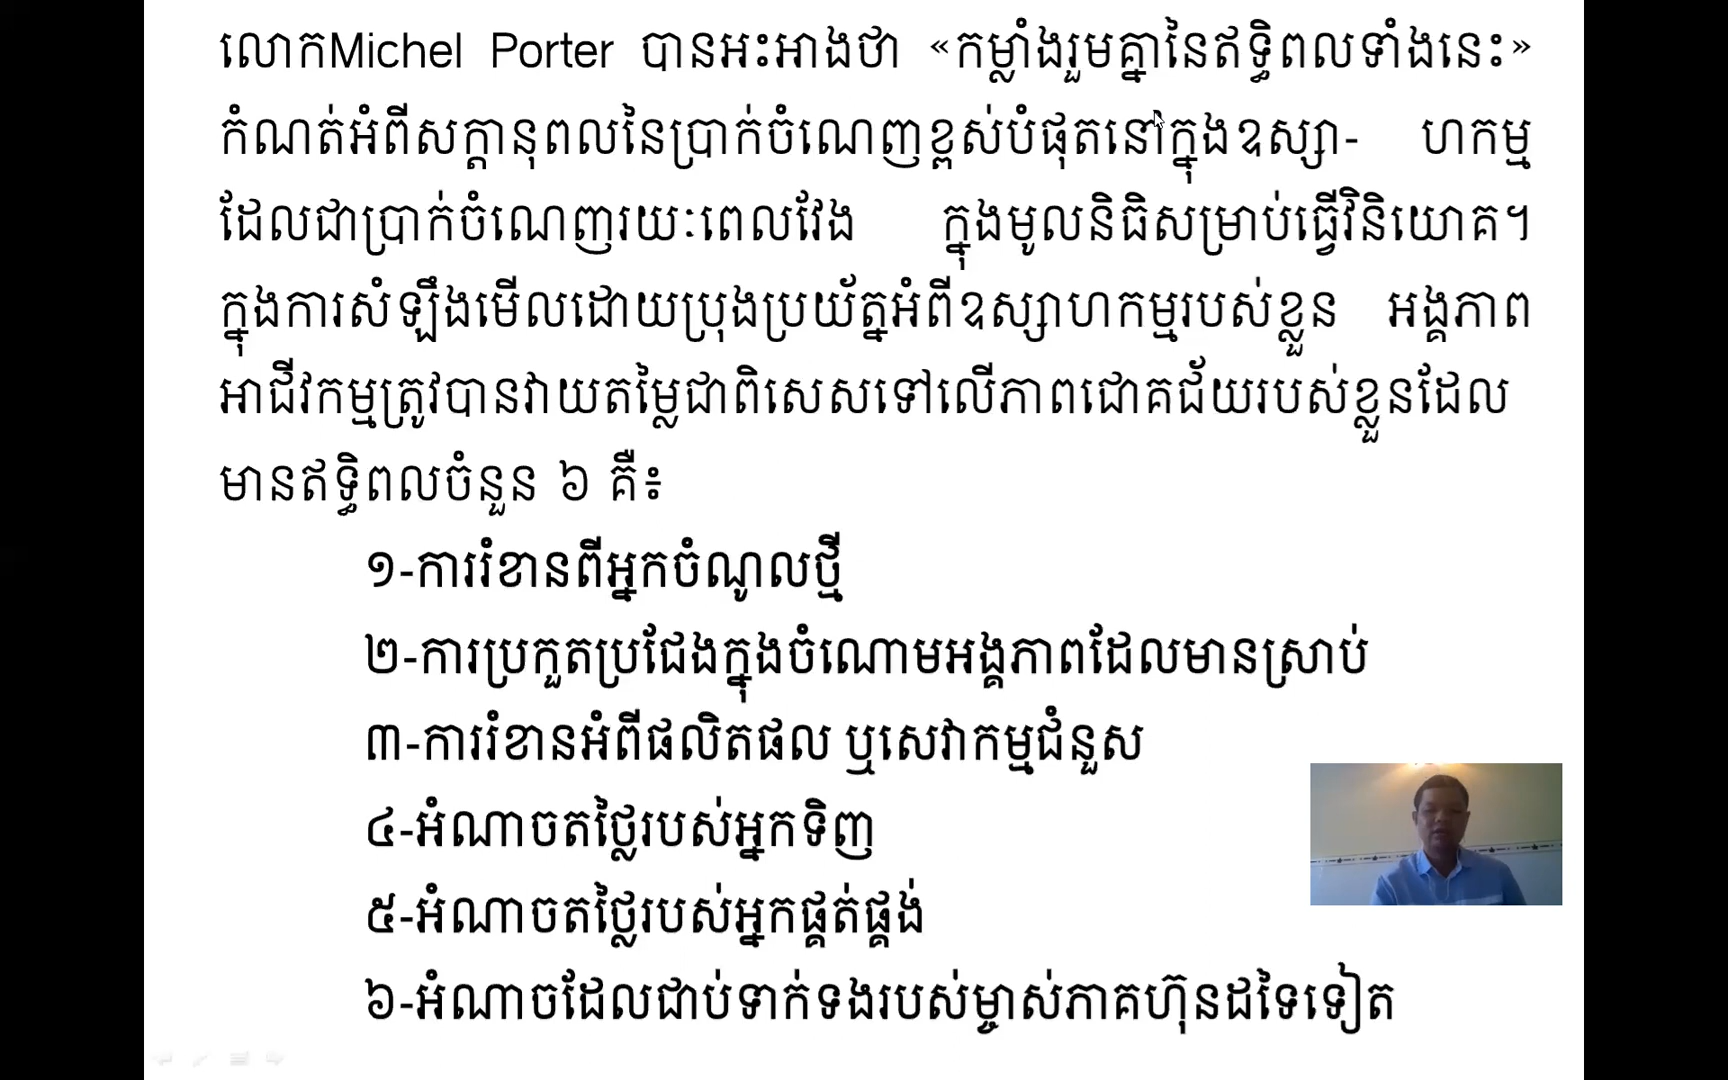 លោកMichel Porter បានអះអាងថា «កម្លាំងរួមគ្នានៃឥទ្ធិពលទាំងនេះ»
កំណត់អំពីសក្តានុពលនៃប្រាក់ចំណេញខ្ពស់បំផុតនៅក្នុងឧស្សា- ហកម្ម
ដែលជាប្រាក់ចំណេញរយៈពេលវែង ក្នុងមូលនិធិសម្រាប់ធ្វើវិនិយោគ។
ក្នុងការសំឡឹងមើលដោយប្រុងប្រយ័ត្នអំពីឧស្សាហកម្មរបស់ខ្លួន អង្គភាព
អាជីវកម្មត្រូវបានវាយតម្លៃជាពិសេសទៅលើភាពជោគជ័យរបស់ខ្លួនដែល
មានឥទ្ធិពលចំនួន ៦ គឺ៖
១-ការរំខានពីអ្នកចំណូលថ្មី
២-ការប្រកួតប្រជែងក្នុងចំណោមអង្គភាពដែលមានស្រាប់
៣-ការរំខានអំពីផលិតផល ឬសេវាកម្មជំនួស
៤-អំណាចតថ្លៃរបស់អ្នកទិញ
៥-អំណាចតថ្លៃរបស់អ្នកផ្គត់ផ្គង់
៦-អំណាចដែលជាប់ទាក់ទងរបស់ម្ចាស់ភាគហ៊ុនដទៃទៀត